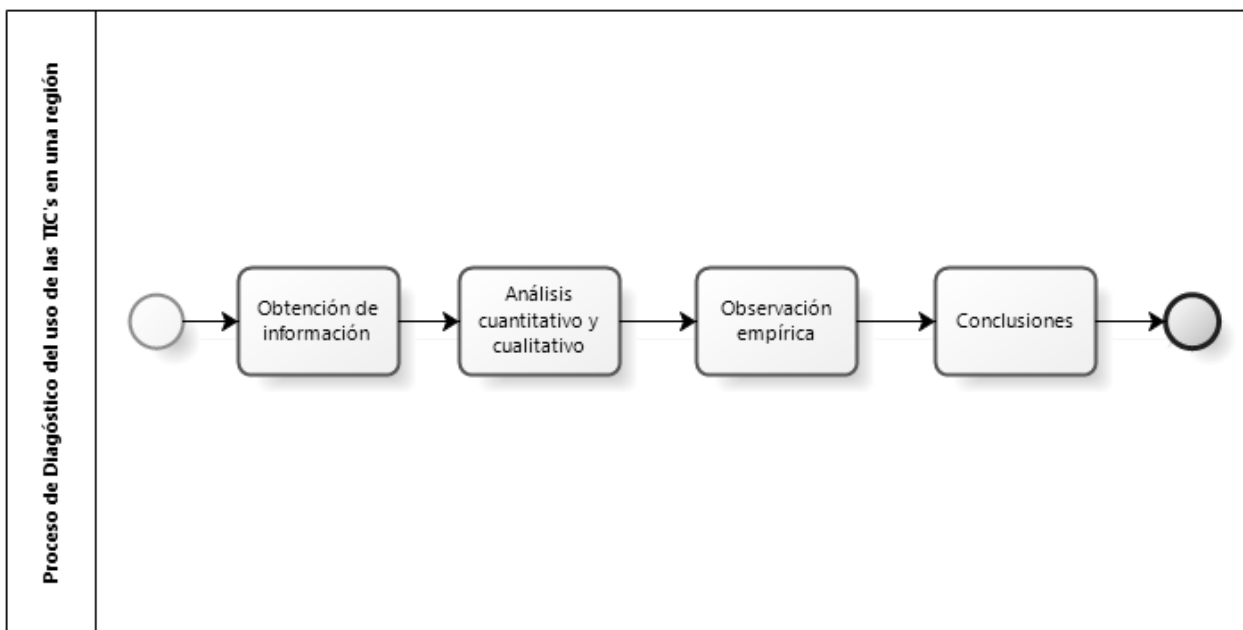 Proceso de Diagóstico del uso de las TIC's en una región
Obtención de
información
Análisis
cuantitativo y
cualitativo
Observación
empírica
Conclusiones